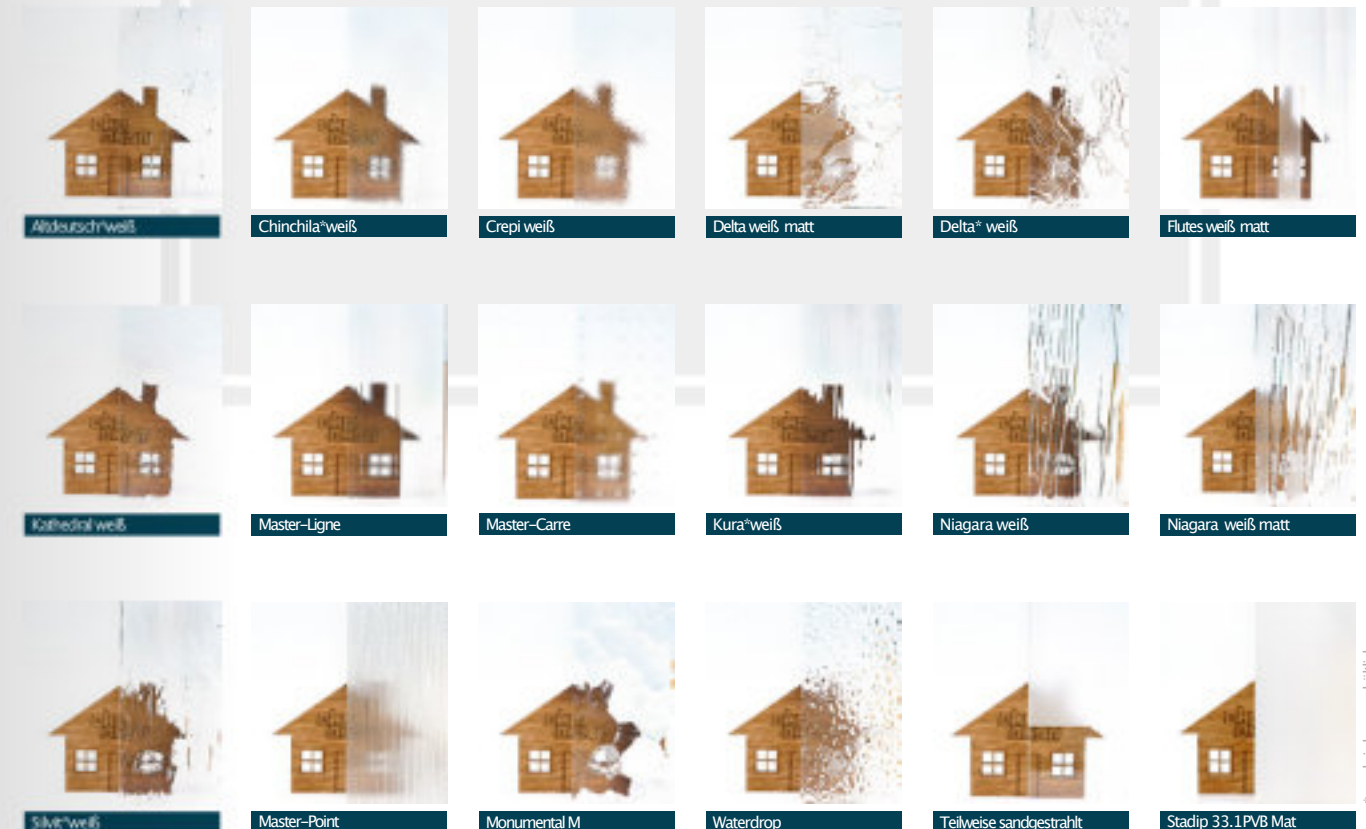 Altdeutsch*weiß
Chinchila*weiß
Crepi weiß
Delta weiß matt
Delta* weiß
Flutes weiß matt
Kathedral weiß
Master-Ligne
Master-Carre
Kura*weiß
Niagara weiß
Niagara weiß matt
Silvit*weiß
Master-Point
Monumental M
Waterdrop
Teilweise sandgestrahlt
Stadip 33.1PVB Mat